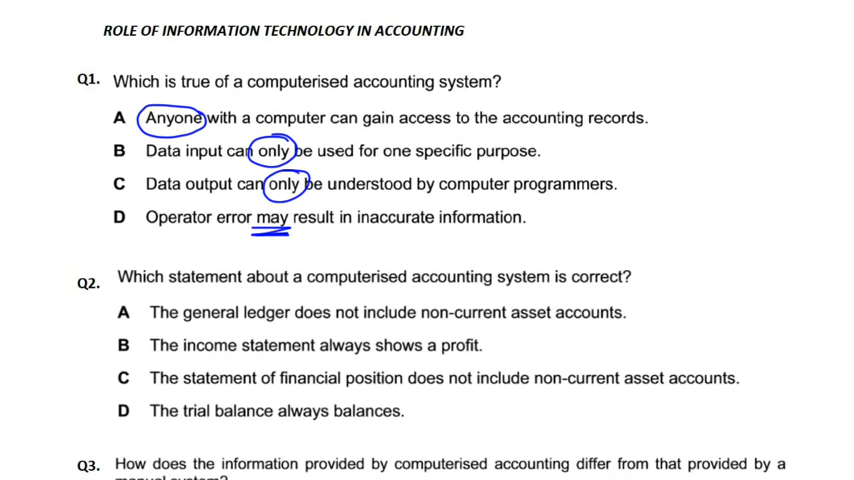 ROLE OF INFORMATION TECHNOLOGY IN ACCOUNTING
Q1. Which is true of a computerised accounting system?
A Anyone with a computer can gain access to the accounting records.
B Data input can only be used for one specific purpose.
C Data output can only be understood by computer programmers.
D Operator error may result in inaccurate information.
Q2. Which statement about a computerised accounting system is correct?
A The general ledger does not include non-current asset accounts.
B The income statement always shows a profit.
C The statement of financial position does not include non-current asset accounts.
D The trial balance always balances.
Q3. How does the information provided by computerised accounting differ from that provided by a
manual system?